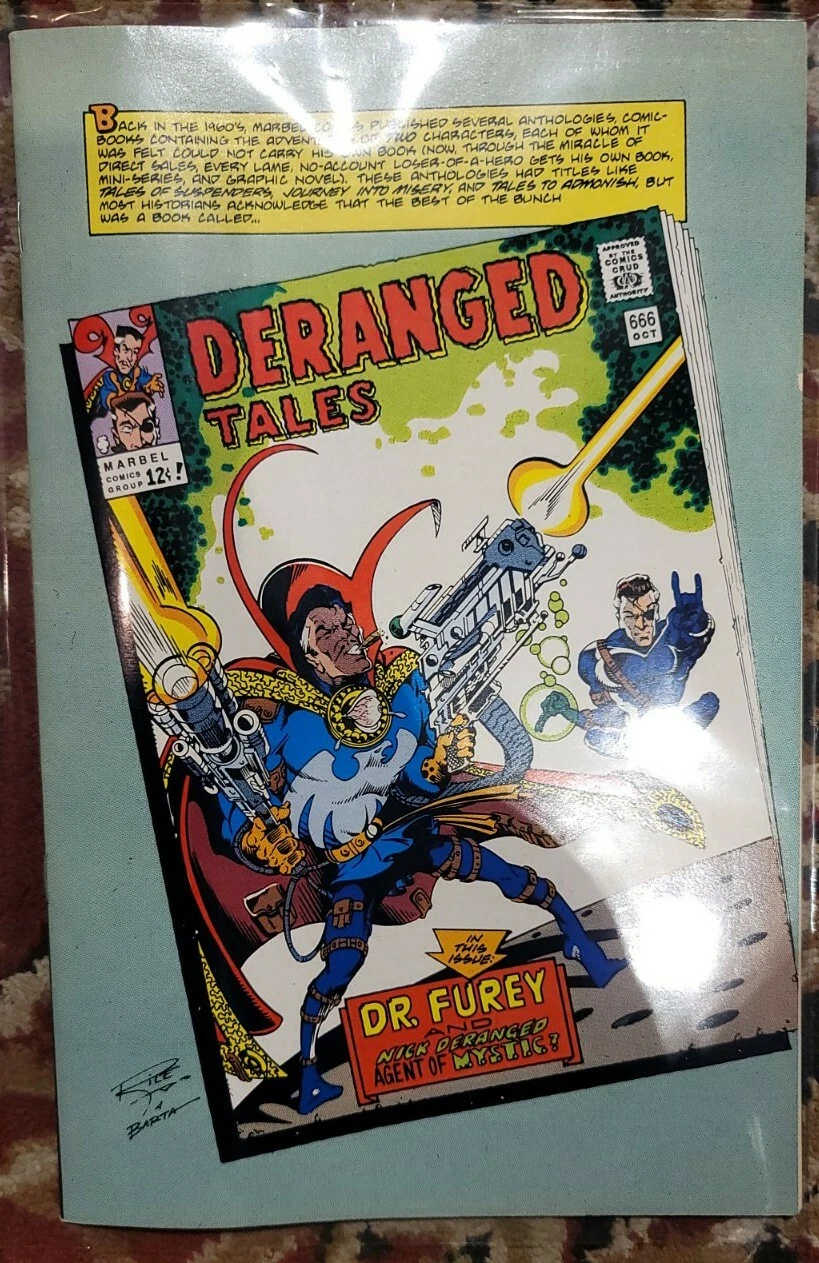 BACK IN THE 1960'S, MARBEL COMICS PUBLISHED SEVERAL ANTHOLOGIES, COMIC-
BOOKS CONTAINING THE ADVENTURES OF TWO CHARACTERS, EACH OF WHOM IT
WAS FELT COULD NOT CARRY HIS OWN BOOK (NOW, THROUGH THE MIRACLE OF
DIRECT SALES, EVERY LAME, NO-ACCOUNT LOSER-OF-A-HERO GETS HIS OWN BOOK,
MINI-SERIES, AND GRAPHIC NOVEL). THESE ANTHOLOGIES HAD TITLES LIKE
TALES OF SUSPENDERS, JOURNEY INTO MISERY, AND TALES TO ADMONISH, BUT
MOST HISTORIANS ACKNOWLEDGE THAT THE BEST OF THE BUNCH
WAS A BOOK CALLED...
APPROVED
BY THE
COMICS
CRUD
AUTHORITY
666
OCT
DERANGED
TALES
MARBEL
COMICS
GROUP
12¢!
IN
THIS
ISSUE:
DR. FUREY
AND
NICK DERANGED
AGENT OF M.Y.S.T.I.C.?
RICE
BARTA